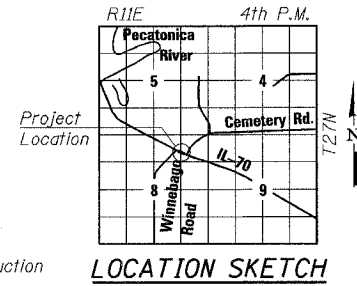 R11E 4th P.M.
Pecatonica
River
5 4
Project
Location
Cemetery Rd.
T27N
N
IL-70
8 9
Winnebago
Road
uction
LOCATION SKETCH